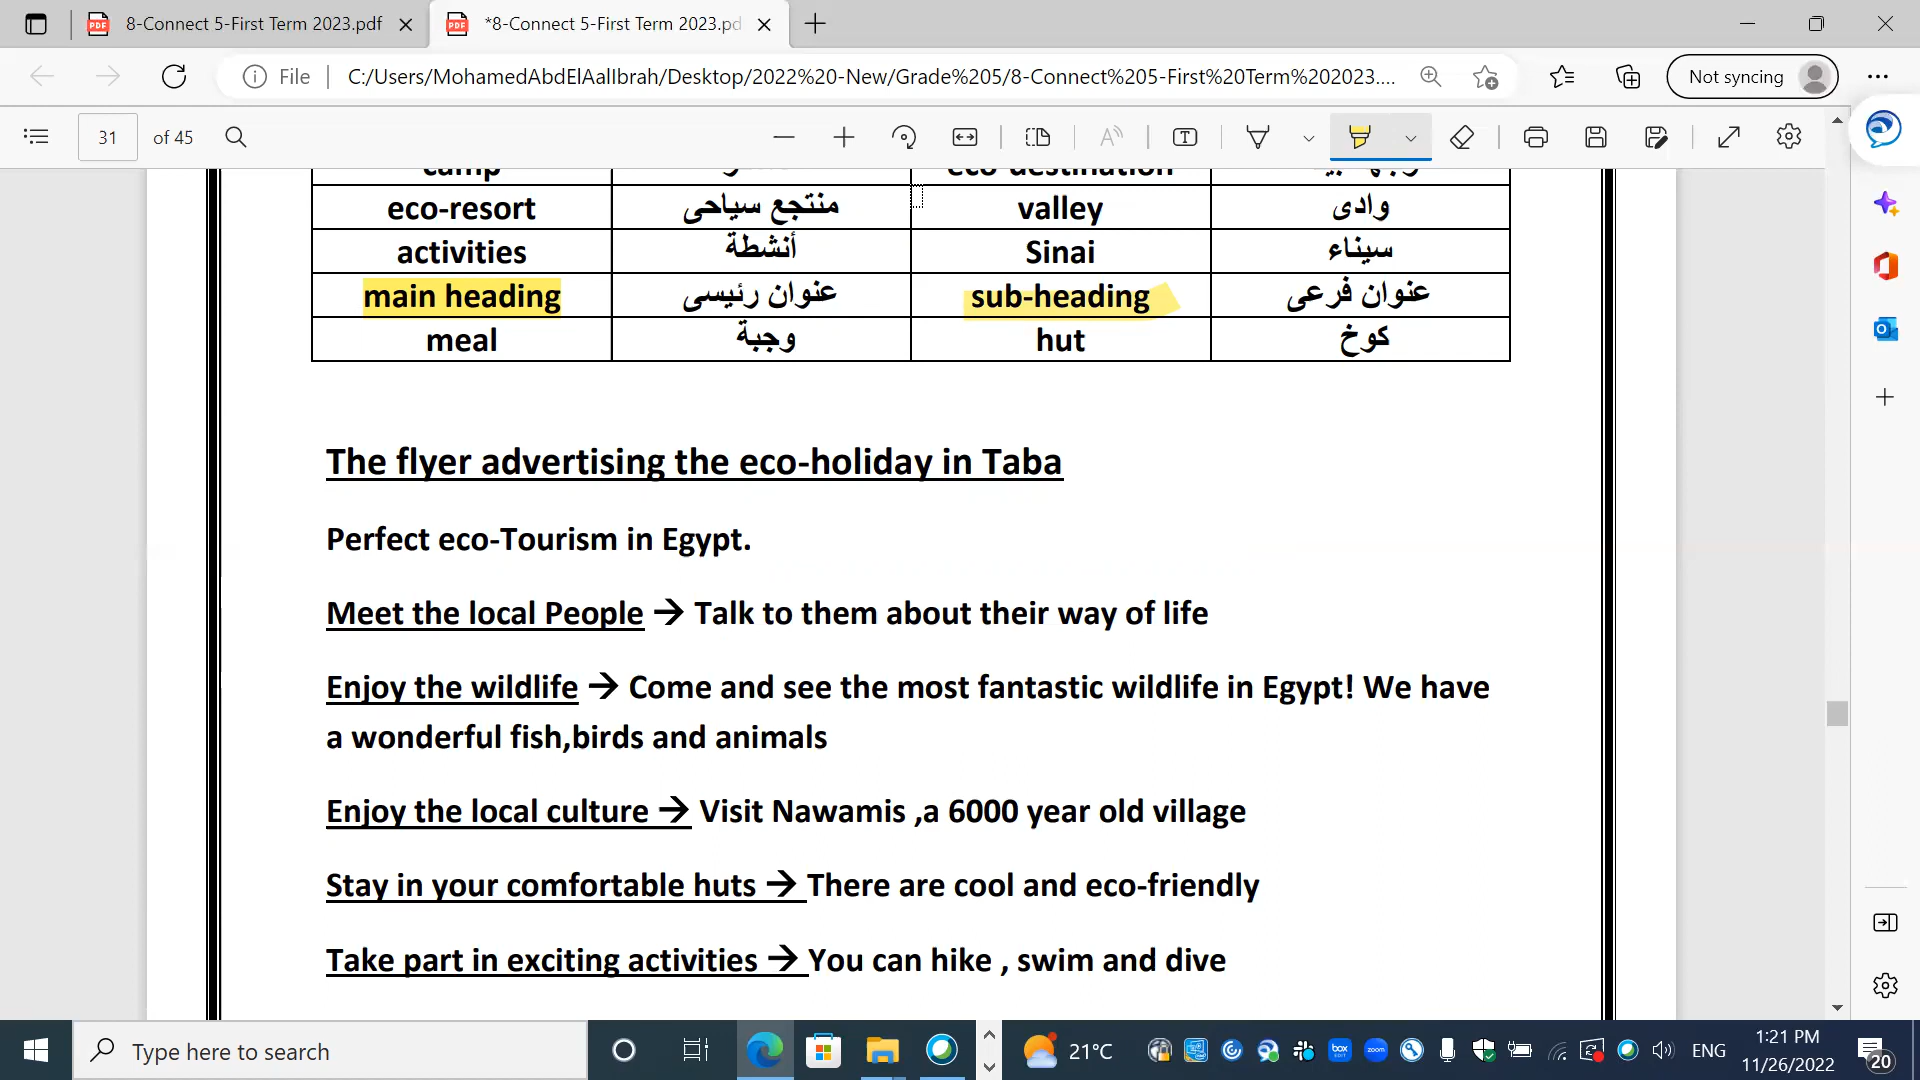 8-Connect 5-First Term 2023.pdf
*8-Connect 5-First Term 2023.pd
File
C:/Users/MohamedAbdElAalIbrah/Desktop/2022%20-New/Grade%205/8-Connect%205-First%20Term%202023....
Not syncing
31 of 45
eco-resort منتجع سياحى valley وادى
activities أنشطة Sinai سيناء
main heading عنوان رئيسى sub-heading عنوان فرعى
meal وجبة hut كوخ
The flyer advertising the eco-holiday in Taba
Perfect eco-Tourism in Egypt.
Meet the local People → Talk to them about their way of life
Enjoy the wildlife → Come and see the most fantastic wildlife in Egypt! We have
a wonderful fish,birds and animals
Enjoy the local culture → Visit Nawamis ,a 6000 year old village
Stay in your comfortable huts → There are cool and eco-friendly
Take part in exciting activities → You can hike , swim and dive
Type here to search
21°C
box
zoom
ENG
1:21 PM
11/26/2022
20